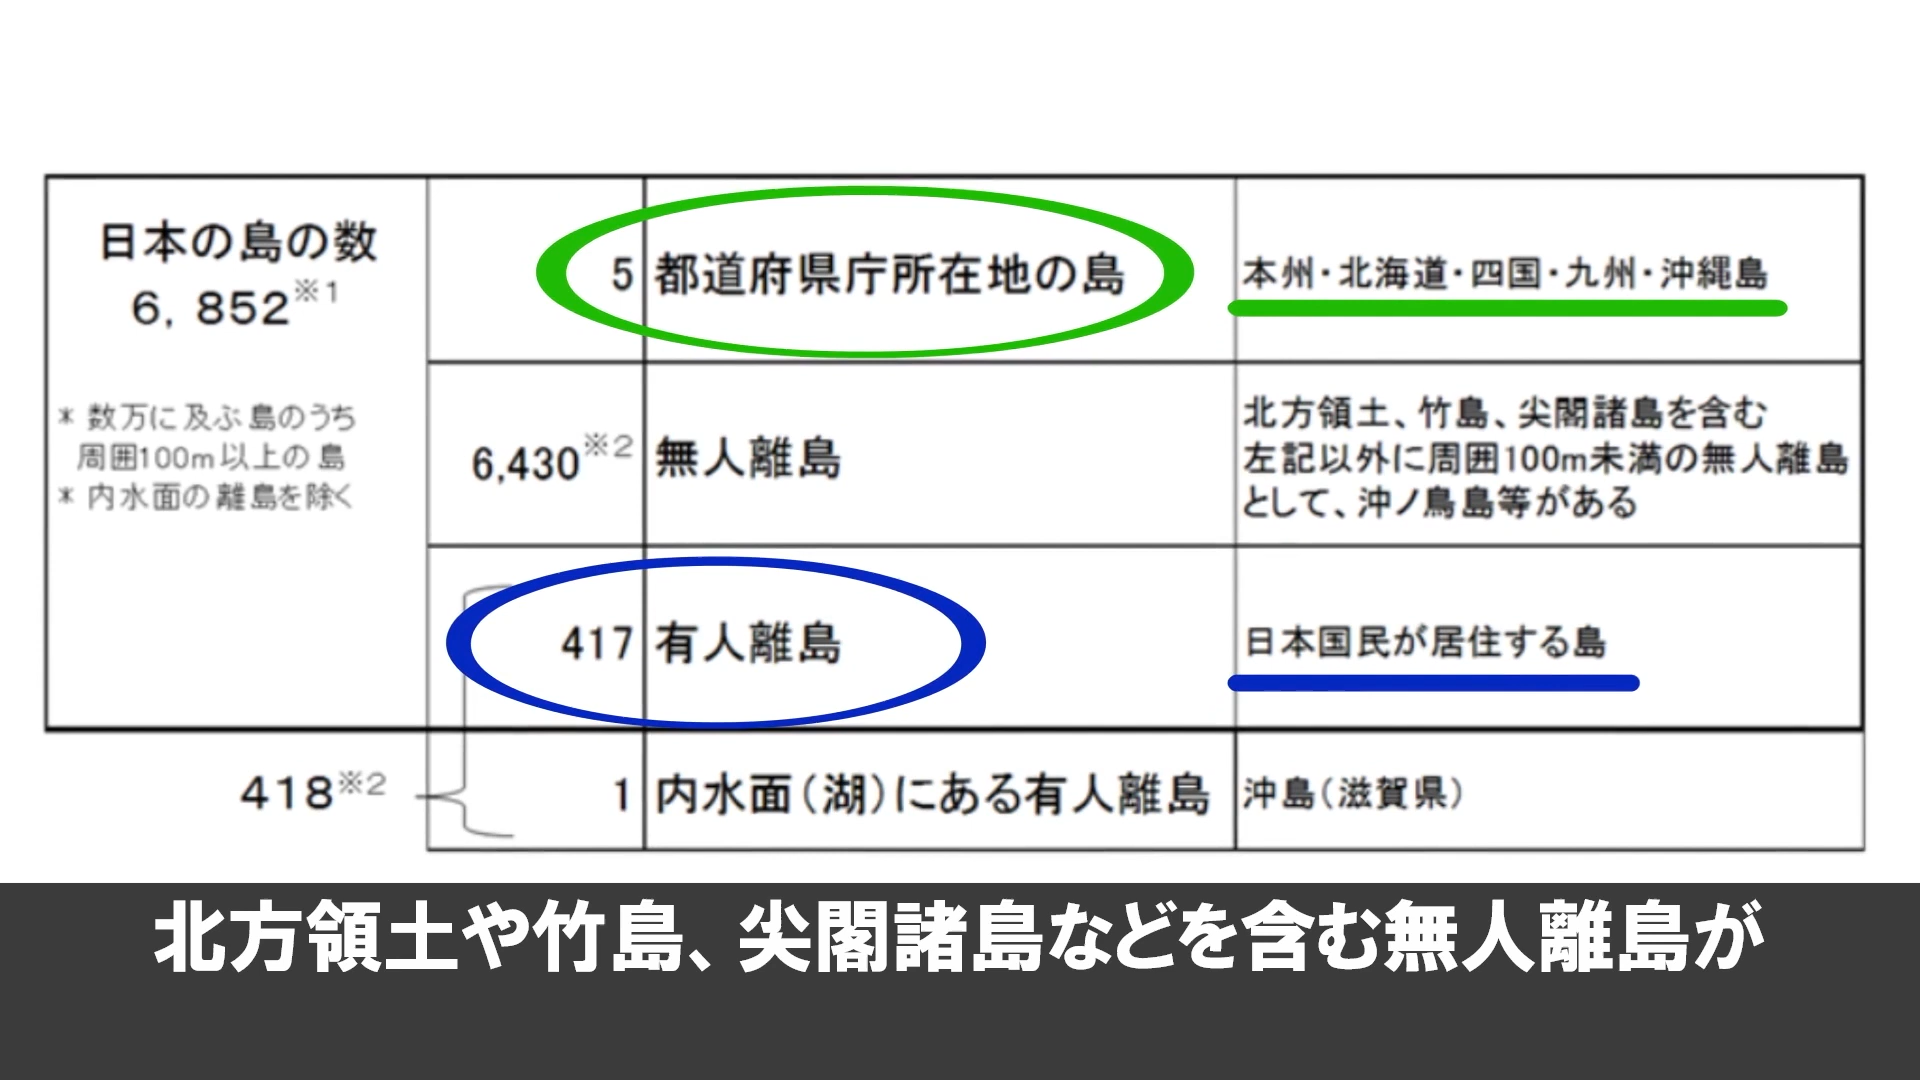 日本の島の数
6,852※1
* 数万に及ぶ島のうち
周囲100m以上の島
* 内水面の離島を除く
5 都道府県庁所在地の島 本州・北海道・四国・九州・沖縄島
6,430※2 無人離島
北方領土、竹島、尖閣諸島を含む
左記以外に周囲100m未満の無人離島
として、沖ノ鳥島等がある
417 有人離島 日本国民が居住する島
418※2
1 内水面(湖)にある有人離島 沖島(滋賀県)
北方領土や竹島、尖閣諸島などを含む無人離島が